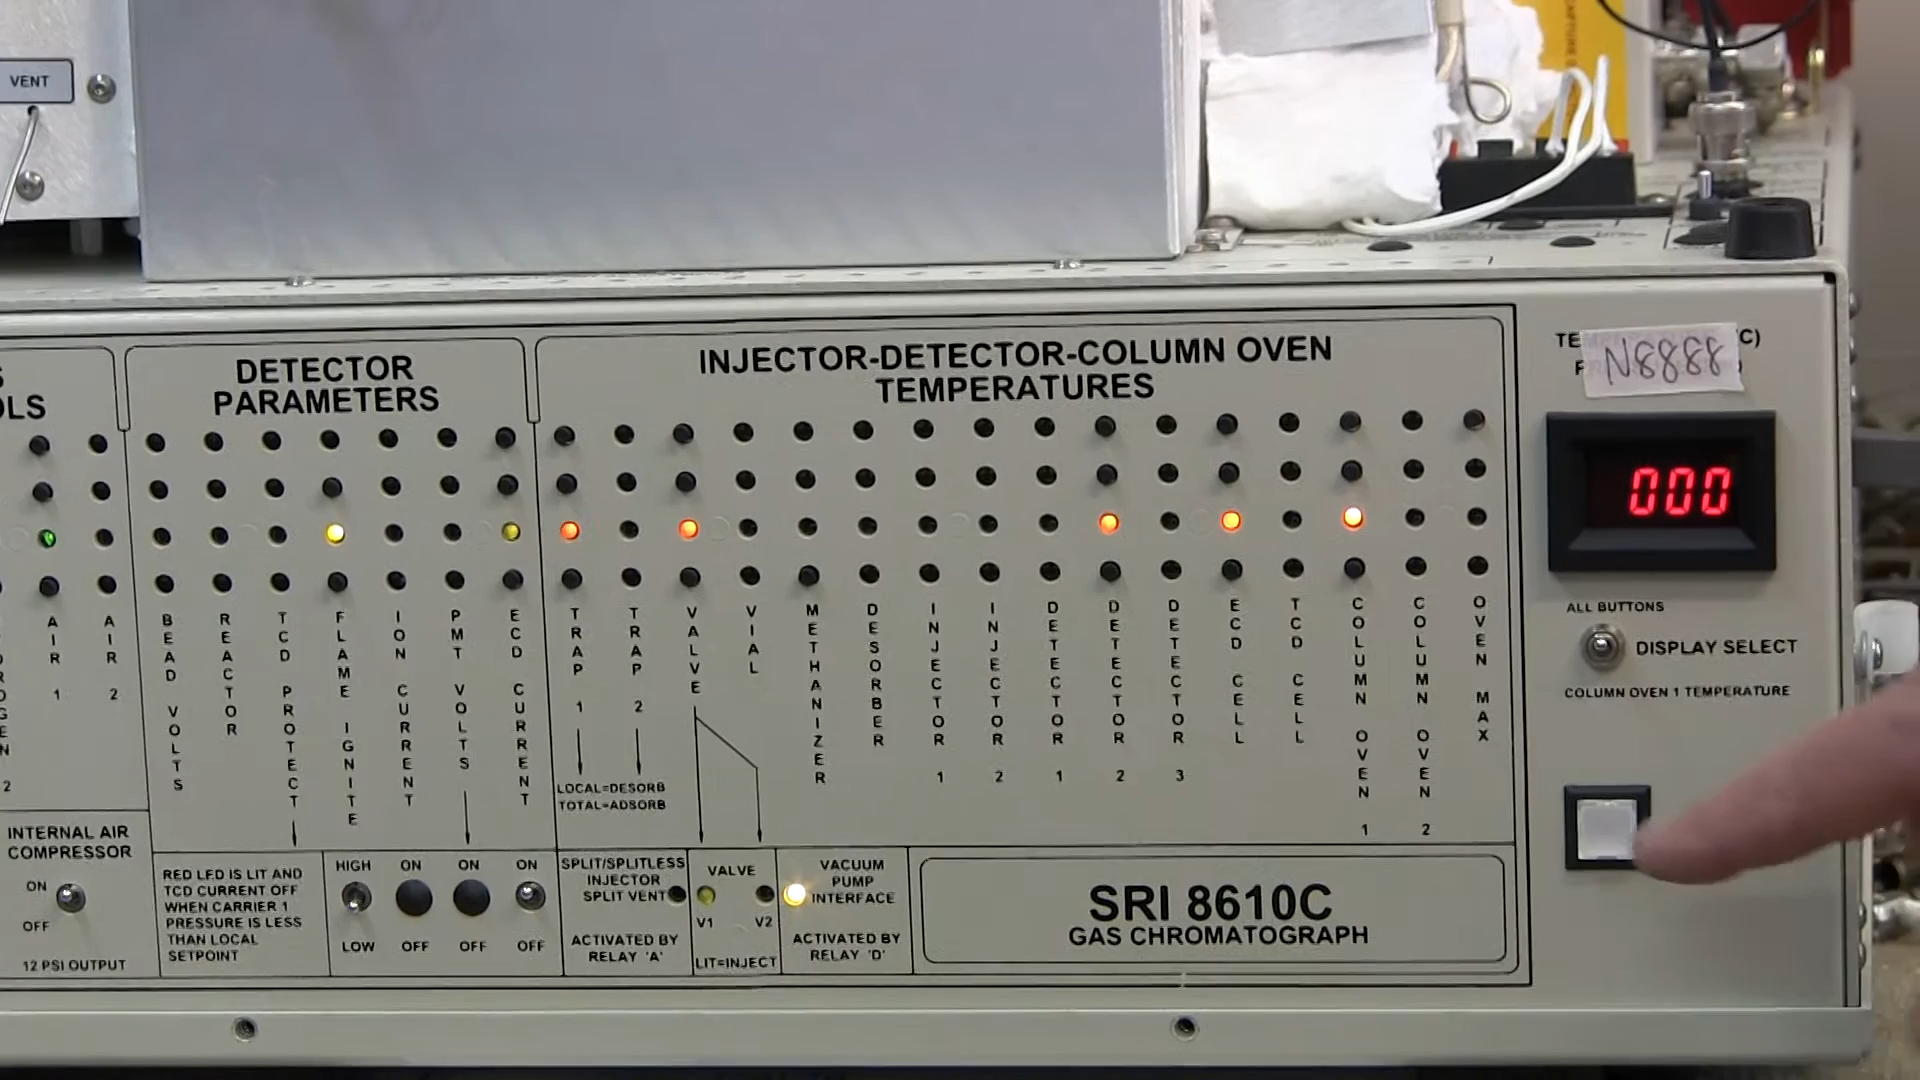 VENT
CAPTURE
DETECTOR
PARAMETERS
INJECTOR-DETECTOR-COLUMN OVEN
TEMPERATURES
N8888
000
ALL BUTTONS
DISPLAY SELECT
COLUMN OVEN 1 TEMPERATURE
AIR 1
AIR 2
BEAD VOLTS
REACTOR
TCD PROTECT
FLAME IGNITE
ION CURRENT
PMT VOLTS
ECD CURRENT
TRAP 1
TRAP 2
VALVE
VIAL
METHANIZER
DESORBER
INJECTOR 1
INJECTOR 2
DETECTOR 1
DETECTOR 2
DETECTOR 3
ECD CELL
TCD CELL
COLUMN OVEN 1
COLUMN OVEN 2
OVEN MAX
LOCAL=DESORB
TOTAL=ADSORB
INTERNAL AIR
COMPRESSOR
ON
OFF
12 PSI OUTPUT
RED LED IS LIT AND
TCD CURRENT OFF
WHEN CARRIER 1
PRESSURE IS LESS
THAN LOCAL
SETPOINT
HIGH
LOW
ON
OFF
ON
OFF
ON
OFF
SPLIT/SPLITLESS
INJECTOR
SPLIT VENT
ACTIVATED BY
RELAY 'A'
VALVE
V1
V2
LIT=INJECT
VACUUM
PUMP
INTERFACE
ACTIVATED BY
RELAY 'D'
SRI 8610C
GAS CHROMATOGRAPH